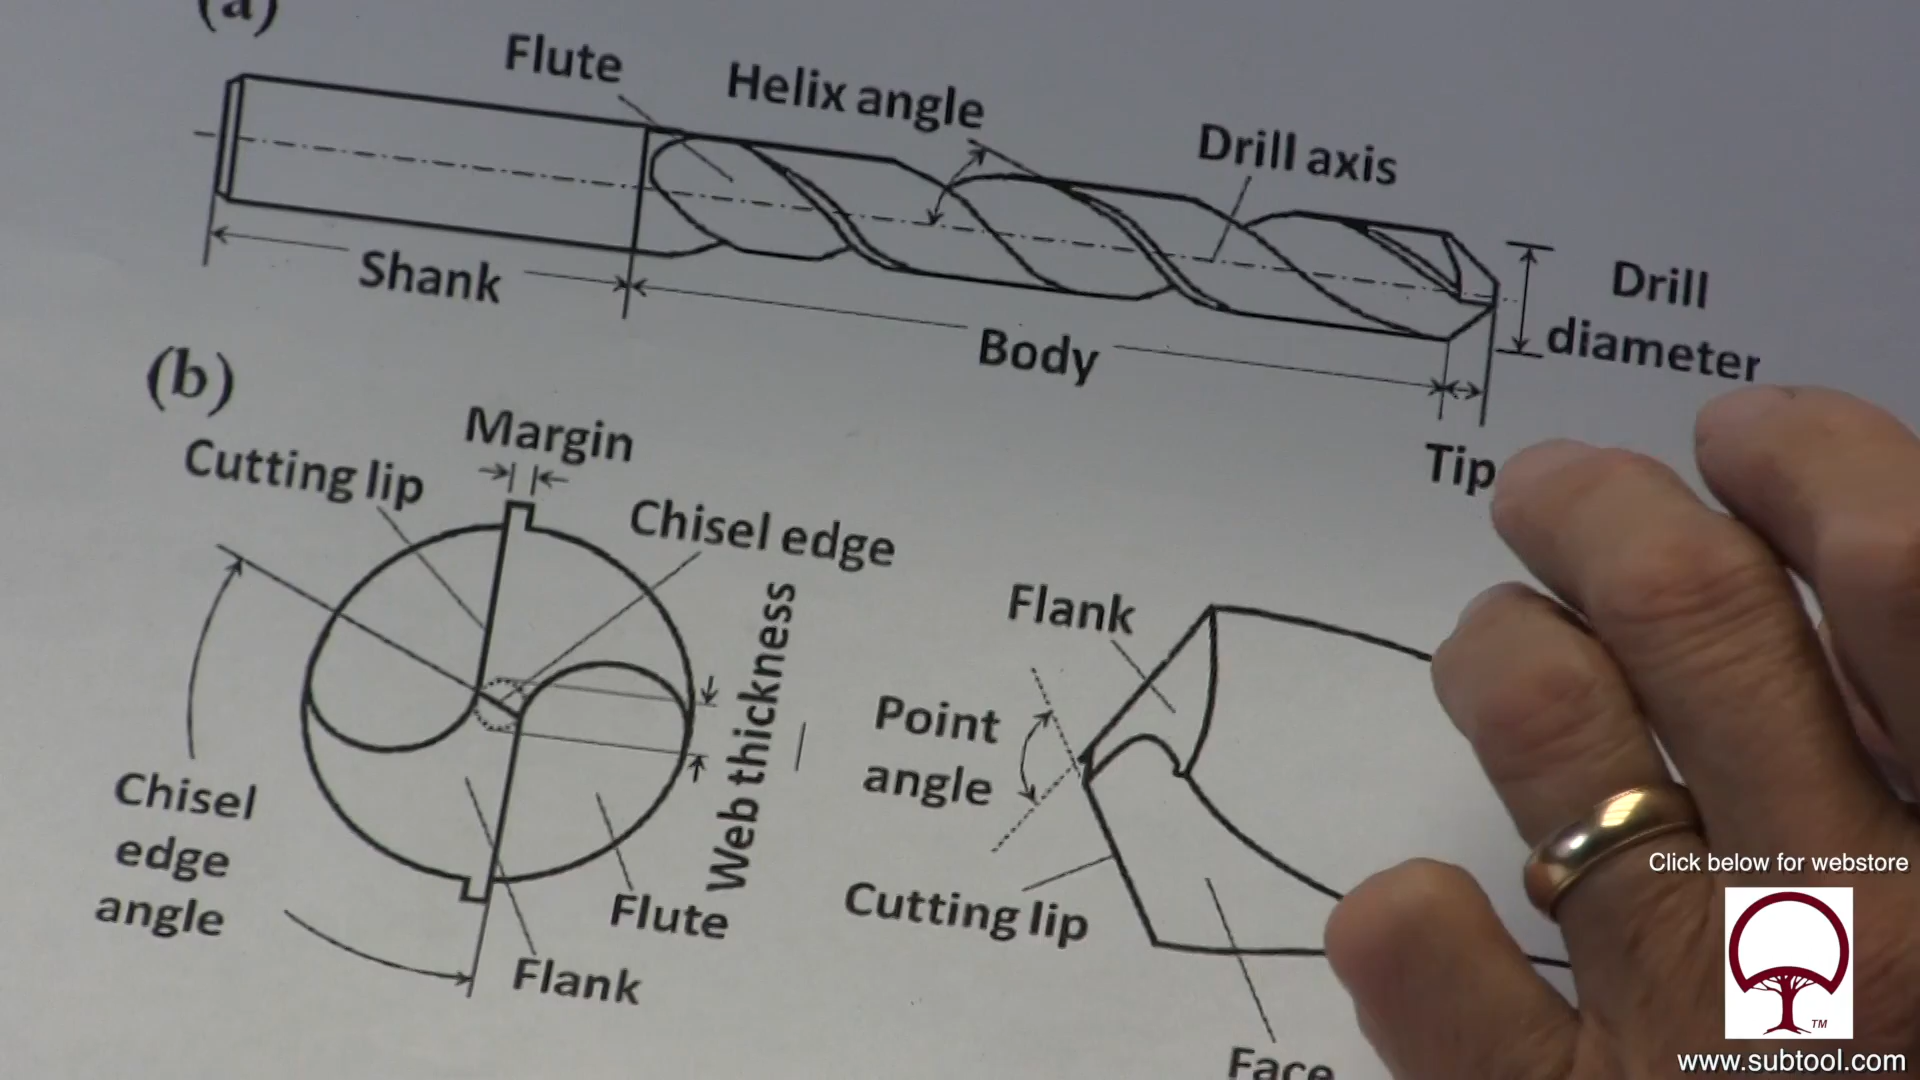 (a)
Flute
Helix angle
Drill axis
Shank
Body
Drill
diameter
Tip
(b)
Margin
Cutting lip
Chisel edge
Web thickness
Chisel
edge
angle
Flute
Flank
Flank
Point
angle
Cutting lip
Face
Click below for webstore
TM
www.subtool.com